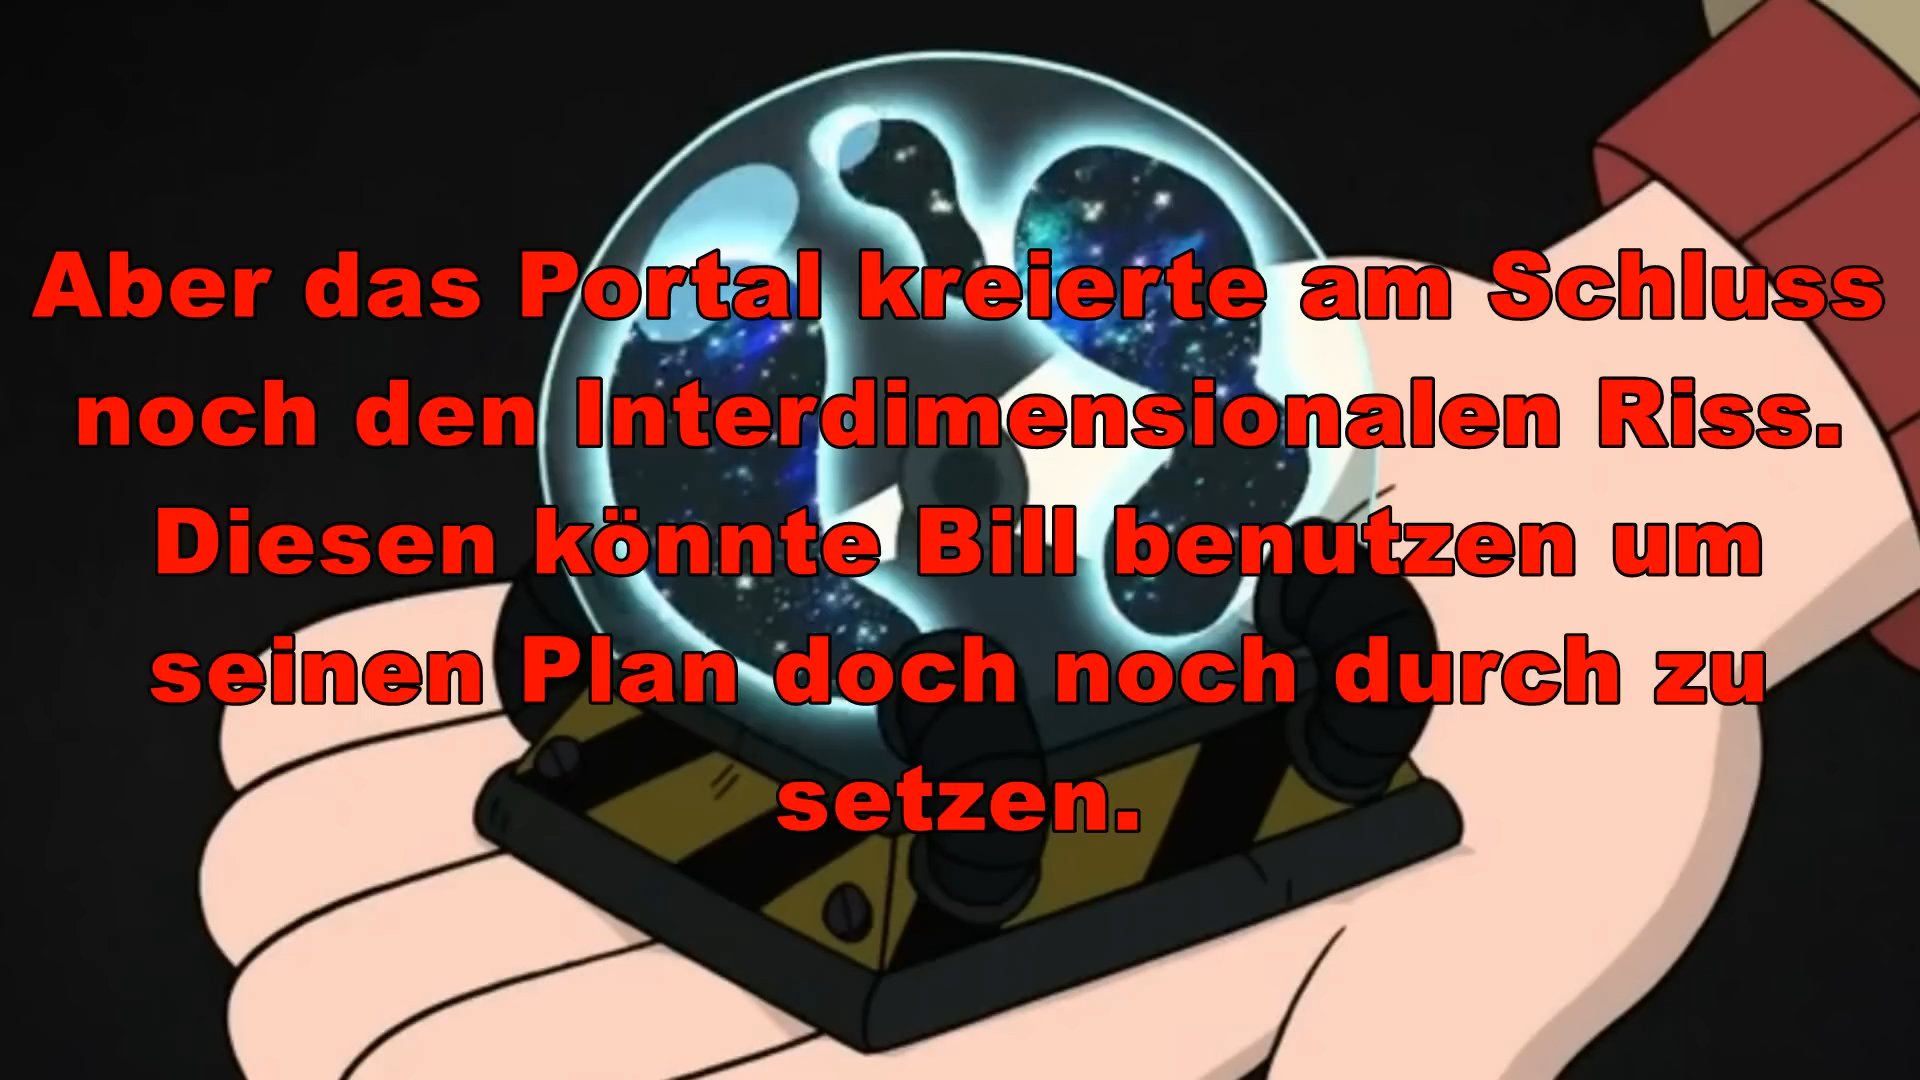 Aber das Portal kreierte am Schluss
noch den Interdimensionalen Riss.
Diesen könnte Bill benutzen um
seinen Plan doch noch durch zu
setzen.